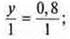 y/1 = 0,8/1;